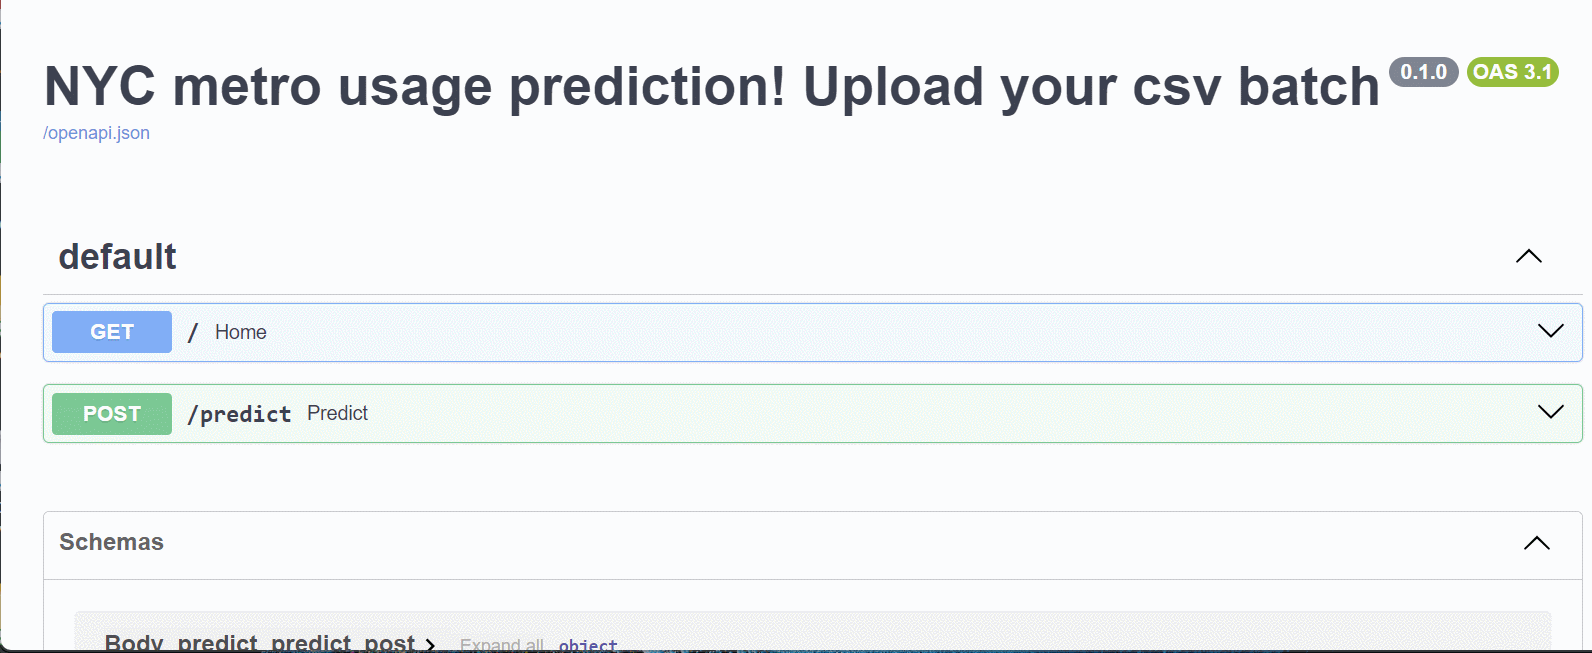 NYC metro usage prediction! Upload your csv batch 0.1.0 OAS 3.1
/openapi.json
default
GET / Home
POST /predict Predict
Schemas
Body_predict_predict_post Expand all object